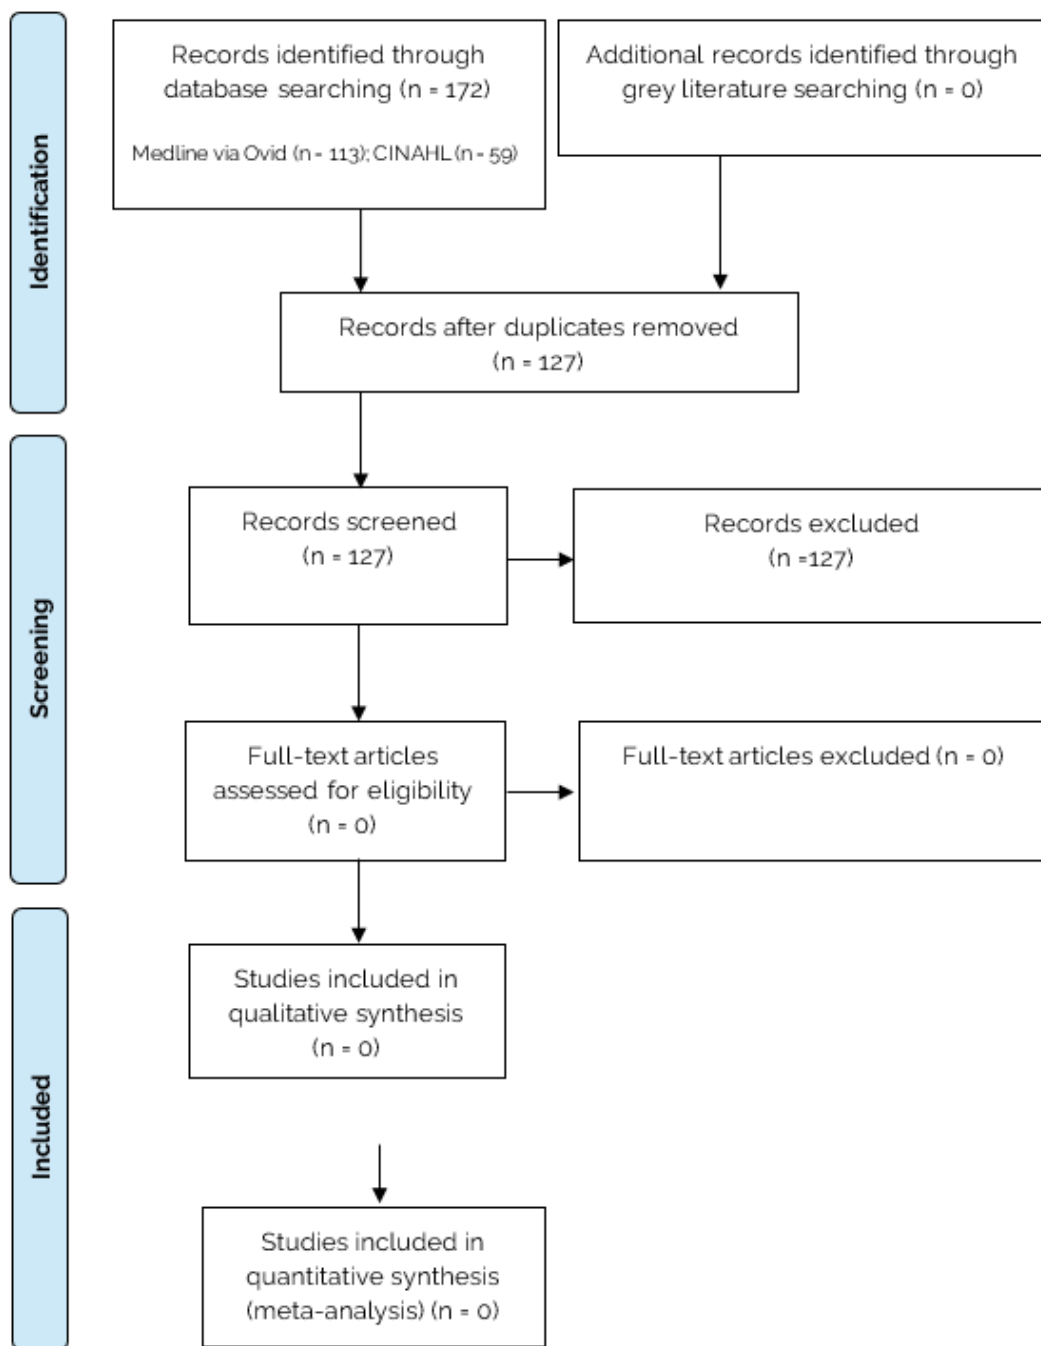 Identification
Records identified through
database searching (n = 172)
Medline via Ovid (n = 113); CINAHL (n = 59)
Additional records identified through
grey literature searching (n = 0)
Records after duplicates removed
(n = 127)
Screening
Records screened
(n = 127)
Records excluded
(n =127)
Full-text articles
assessed for eligibility
(n = 0)
Full-text articles excluded (n = 0)
Included
Studies included in
qualitative synthesis
(n = 0)
Studies included in
quantitative synthesis
(meta-analysis) (n = 0)